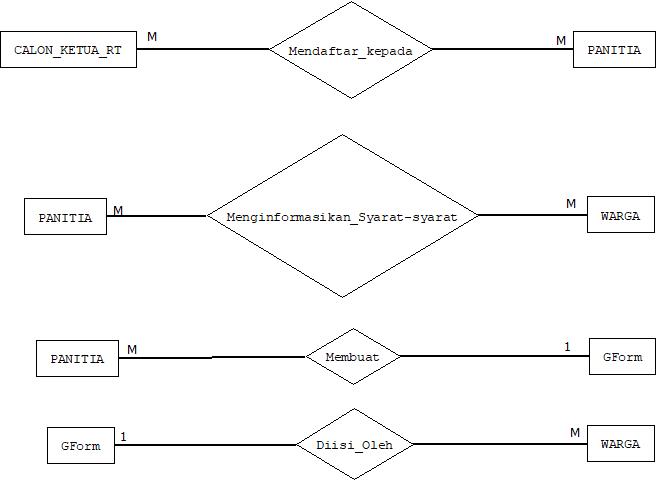 CALON_KETUA_RT M Mendaftar_kepada M PANITIA
PANITIA M Menginformasikan_Syarat-syarat M WARGA
PANITIA M Membuat 1 GForm
GForm 1 Diisi_Oleh M WARGA